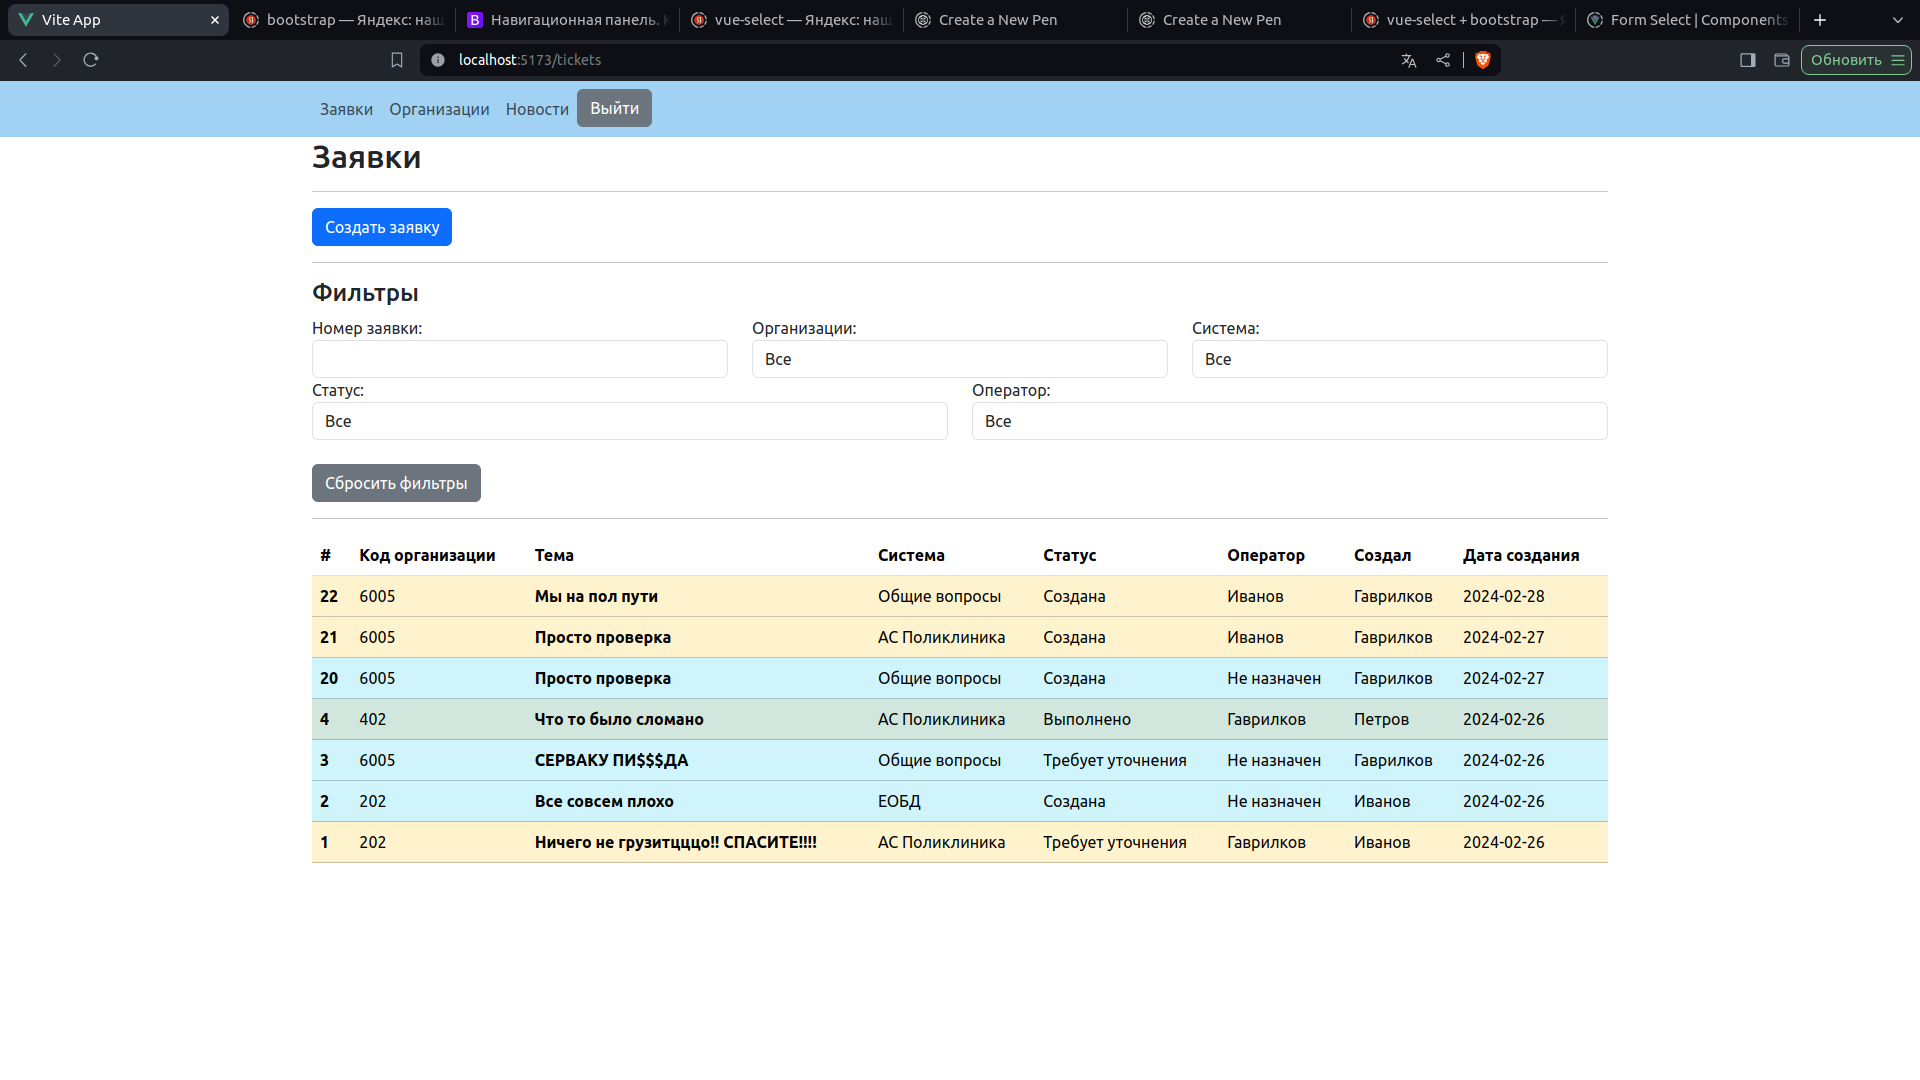 Vite App
bootstrap — Яндекс: наш
Навигационная панель.
vue-select — Яндекс: наш
Create a New Pen
Create a New Pen
vue-select + bootstrap —
Form Select | Components
localhost:5173/tickets
Обновить
Заявки Организации Новости Выйти
Заявки
Создать заявку
Фильтры
Номер заявки: Организации: Система:
Все Все
Статус: Оператор:
Все Все
Сбросить фильтры
# Код организации Тема Система Статус Оператор Создал Дата создания
22 6005 Мы на пол пути Общие вопросы Создана Иванов Гаврилков 2024-02-28
21 6005 Просто проверка АС Поликлиника Создана Иванов Гаврилков 2024-02-27
20 6005 Просто проверка Общие вопросы Создана Не назначен Гаврилков 2024-02-27
4 402 Что то было сломано АС Поликлиника Выполнено Гаврилков Петров 2024-02-26
3 6005 СЕРВАКУ ПИ$$$ДА Общие вопросы Требует уточнения Не назначен Гаврилков 2024-02-26
2 202 Все совсем плохо ЕОБД Создана Не назначен Иванов 2024-02-26
1 202 Ничего не грузитцццо!! СПАСИТЕ!!!! АС Поликлиника Требует уточнения Гаврилков Иванов 2024-02-26